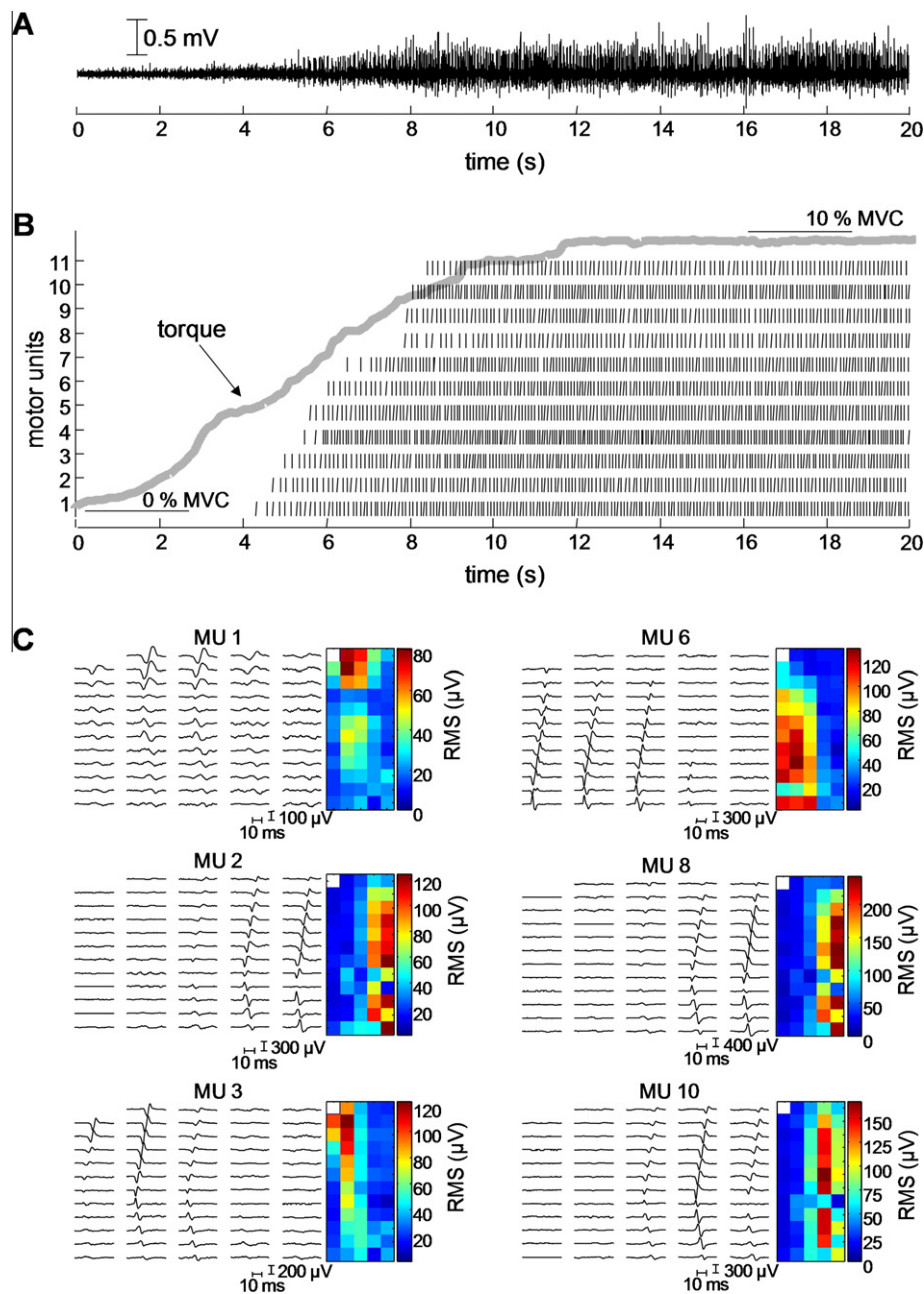 A
0.5 mV
0 2 4 6 8 10 12 14 16 18 20
time (s)
B
10 % MVC
11
10
9
8
7
6
5
4
3
2
1
motor units
torque
0 % MVC
0 2 4 6 8 10 12 14 16 18 20
time (s)
C
MU 1
80
60
40
20
0
RMS (µV)
100 µV
10 ms
MU 6
120
100
80
60
40
20
RMS (µV)
300 µV
10 ms
MU 2
120
100
80
60
40
20
RMS (µV)
300 µV
10 ms
MU 8
200
150
100
50
0
RMS (µV)
400 µV
10 ms
MU 3
120
100
80
60
40
20
RMS (µV)
200 µV
10 ms
MU 10
150
125
100
75
50
25
0
RMS (µV)
300 µV
10 ms